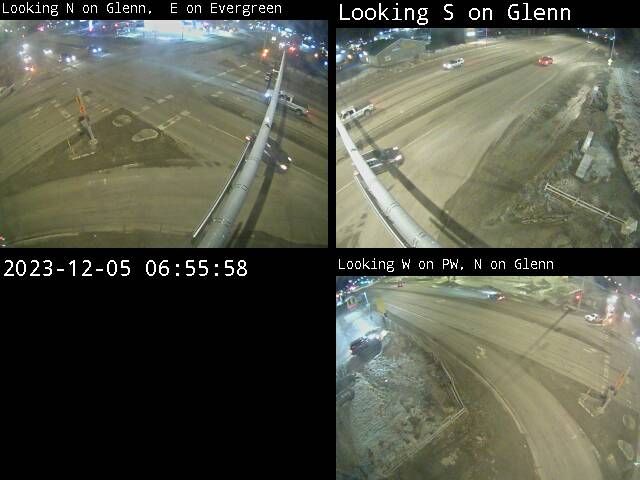 Looking N on Glenn,  E on Evergreen
Looking S on Glenn
2023-12-05 06:55:58
Looking W on PW, N on Glenn